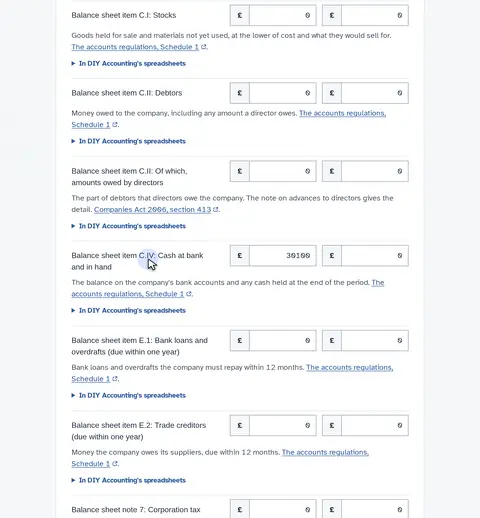 Balance sheet item C.I: Stocks
£ 0 £ 0
Goods held for sale and materials not yet used, at the lower of cost and what they would sell for.
The accounts regulations, Schedule 1.
In DIY Accounting's spreadsheets
Balance sheet item C.II: Debtors
£ 0 £ 0
Money owed to the company, including any amount a director owes. The accounts regulations,
Schedule 1.
In DIY Accounting's spreadsheets
Balance sheet item C.II: Of which,
amounts owed by directors
£ 0 £ 0
The part of debtors that directors owe the company. The note on advances to directors gives the
detail. Companies Act 2006, section 413.
In DIY Accounting's spreadsheets
Balance sheet item C.IV: Cash at bank
and in hand
£ 30100 £ 0
The balance on the company's bank accounts and any cash held at the end of the period. The
accounts regulations, Schedule 1.
In DIY Accounting's spreadsheets
Balance sheet item E.1: Bank loans and
overdrafts (due within one year)
£ 0 £ 0
Bank loans and overdrafts the company must repay within 12 months. The accounts regulations,
Schedule 1.
In DIY Accounting's spreadsheets
Balance sheet item E.2: Trade creditors
(due within one year)
£ 0 £ 0
Money the company owes its suppliers, due within 12 months. The accounts regulations,
Schedule 1.
In DIY Accounting's spreadsheets
Balance sheet note 7: Corporation tax
£ 0 £ 0